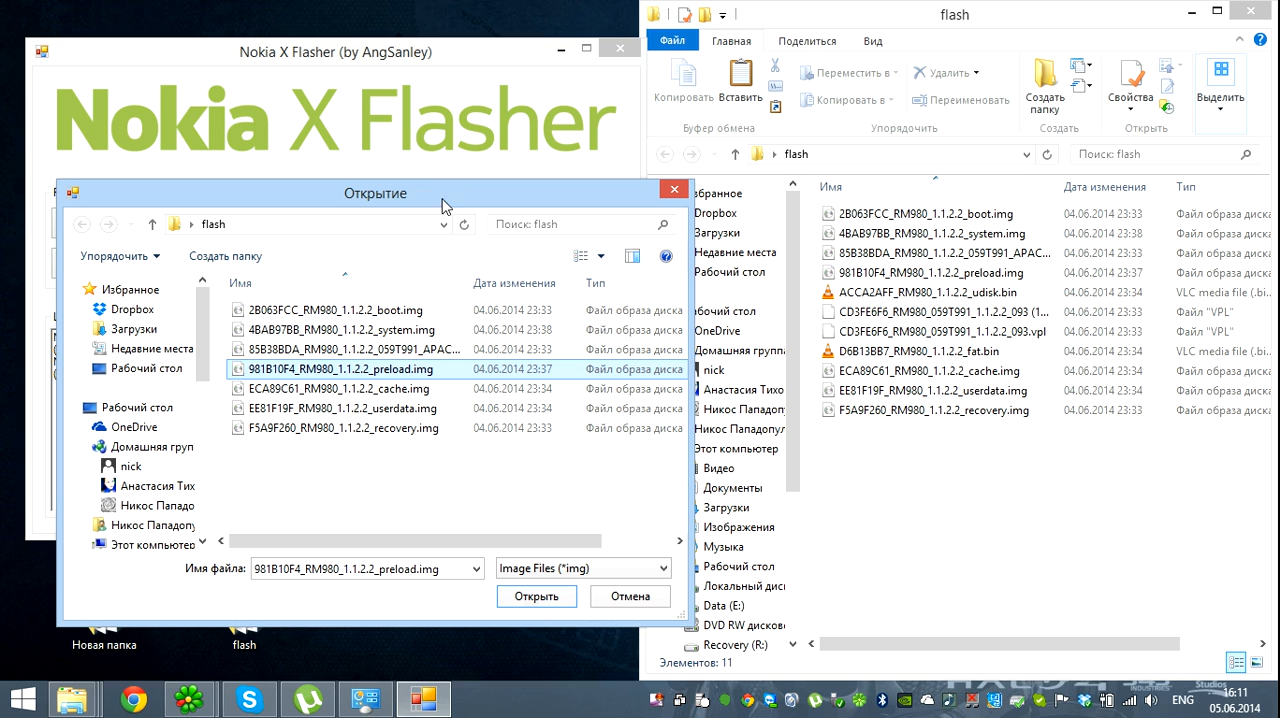 Nokia X Flasher (by AngSanley)
Nokia X Flasher
Открытие
flash
Поиск: flash
Упорядочить
Создать папку
Имя
Дата изменения
Тип
Избранное
Dropbox
Загрузки
Недавние места
Рабочий стол
Рабочий стол
OneDrive
Домашняя груп
nick
Анастасия Тих
Никос Пападо
Никос Пападопу
Этот компьютер
2B063FCC_RM980_1.1.2.2_boot.img 04.06.2014 23:33 Файл образа диска
4BAB97BB_RM980_1.1.2.2_system.img 04.06.2014 23:38 Файл образа диска
85B38BDA_RM980_1.1.2.2_059T991_APAC... 04.06.2014 23:33 Файл образа диска
981B10F4_RM980_1.1.2.2_preload.img 04.06.2014 23:37 Файл образа диска
ECA89C61_RM980_1.1.2.2_cache.img 04.06.2014 23:34 Файл образа диска
EE81F19F_RM980_1.1.2.2_userdata.img 04.06.2014 23:34 Файл образа диска
F5A9F260_RM980_1.1.2.2_recovery.img 04.06.2014 23:33 Файл образа диска
Имя файла:
981B10F4_RM980_1.1.2.2_preload.img
Image Files (*img)
Открыть
Отмена
Новая папка
flash
flash
Файл
Главная
Поделиться
Вид
Копировать
Вставить
Переместить в
Копировать в
Удалить
Переименовать
Создать папку
Свойства
Выделить
Буфер обмена
Упорядочить
Создать
Открыть
flash
Поиск: flash
Имя
Дата изменения
Тип
бранное
Dropbox
Загрузки
Недавние места
Рабочий стол
бочий стол
OneDrive
Домашняя группа
nick
Анастасия Тихо
Никос Пападоп
Никос Пападопул
Этот компьютер
Видео
Документы
Загрузки
Изображения
Музыка
Рабочий стол
Локальный дис
Data (E:)
DVD RW дисково
Recovery (R:)
2B063FCC_RM980_1.1.2.2_boot.img 04.06.2014 23:33 Файл образа диска
4BAB97BB_RM980_1.1.2.2_system.img 04.06.2014 23:38 Файл образа диска
85B38BDA_RM980_1.1.2.2_059T991_APAC... 04.06.2014 23:33 Файл образа диска
981B10F4_RM980_1.1.2.2_preload.img 04.06.2014 23:37 Файл образа диска
ACCA2AFF_RM980_1.1.2.2_udisk.bin 04.06.2014 23:34 VLC media file (.bi...
CD3FE6F6_RM980_059T991_1.1.2.2_093 (1... 04.06.2014 23:33 Файл "VPL"
CD3FE6F6_RM980_059T991_1.1.2.2_093.vpl 04.06.2014 23:33 Файл "VPL"
D6B13BB7_RM980_1.1.2.2_fat.bin 04.06.2014 23:33 VLC media file (.bi...
ECA89C61_RM980_1.1.2.2_cache.img 04.06.2014 23:34 Файл образа диска
EE81F19F_RM980_1.1.2.2_userdata.img 04.06.2014 23:34 Файл образа диска
F5A9F260_RM980_1.1.2.2_recovery.img 04.06.2014 23:33 Файл образа диска
Элементов: 11
Studios
INDUSTRIES
ENG
16:11
05.06.2014